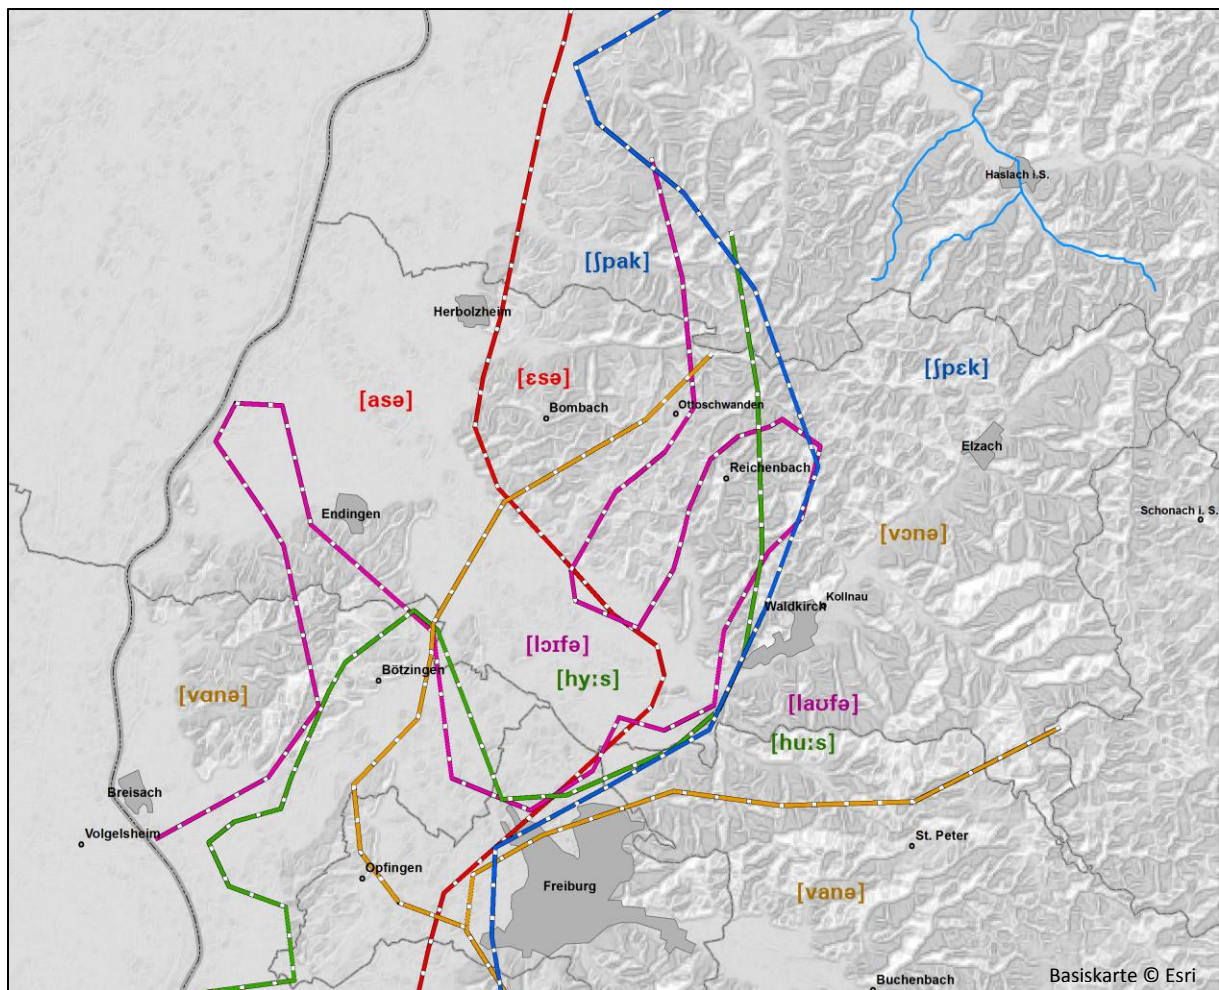 Haslach i.S.
[ʃpak]
Herbolzheim
[ʃpɛk]
[ɛsə]
[asə]
Bombach
Ottoschwanden
Elzach
Reichenbach
Endingen
Schonach i. S.
[vɔnə]
Kollnau
Waldkirch
[lɔɪfə]
Bötzingen
[hyːs]
[vɑnə]
[laʊfə]
[huːs]
Breisach
Volgelsheim
St. Peter
Opfingen
Freiburg
[vanə]
Buchenbach
Basiskarte © Esri